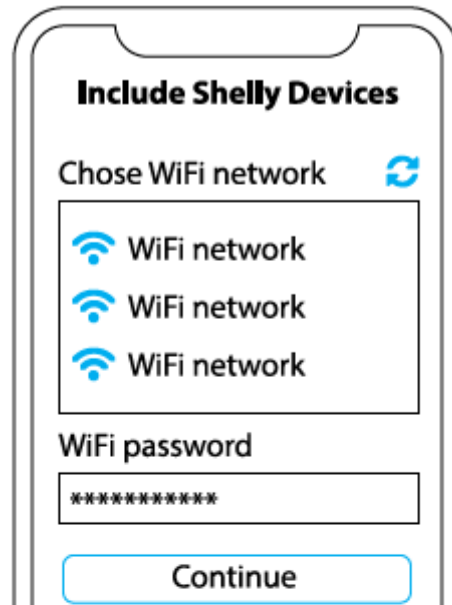 Include Shelly Devices
Chose WiFi network
WiFi network
WiFi network
WiFi network
WiFi password
***********
Continue